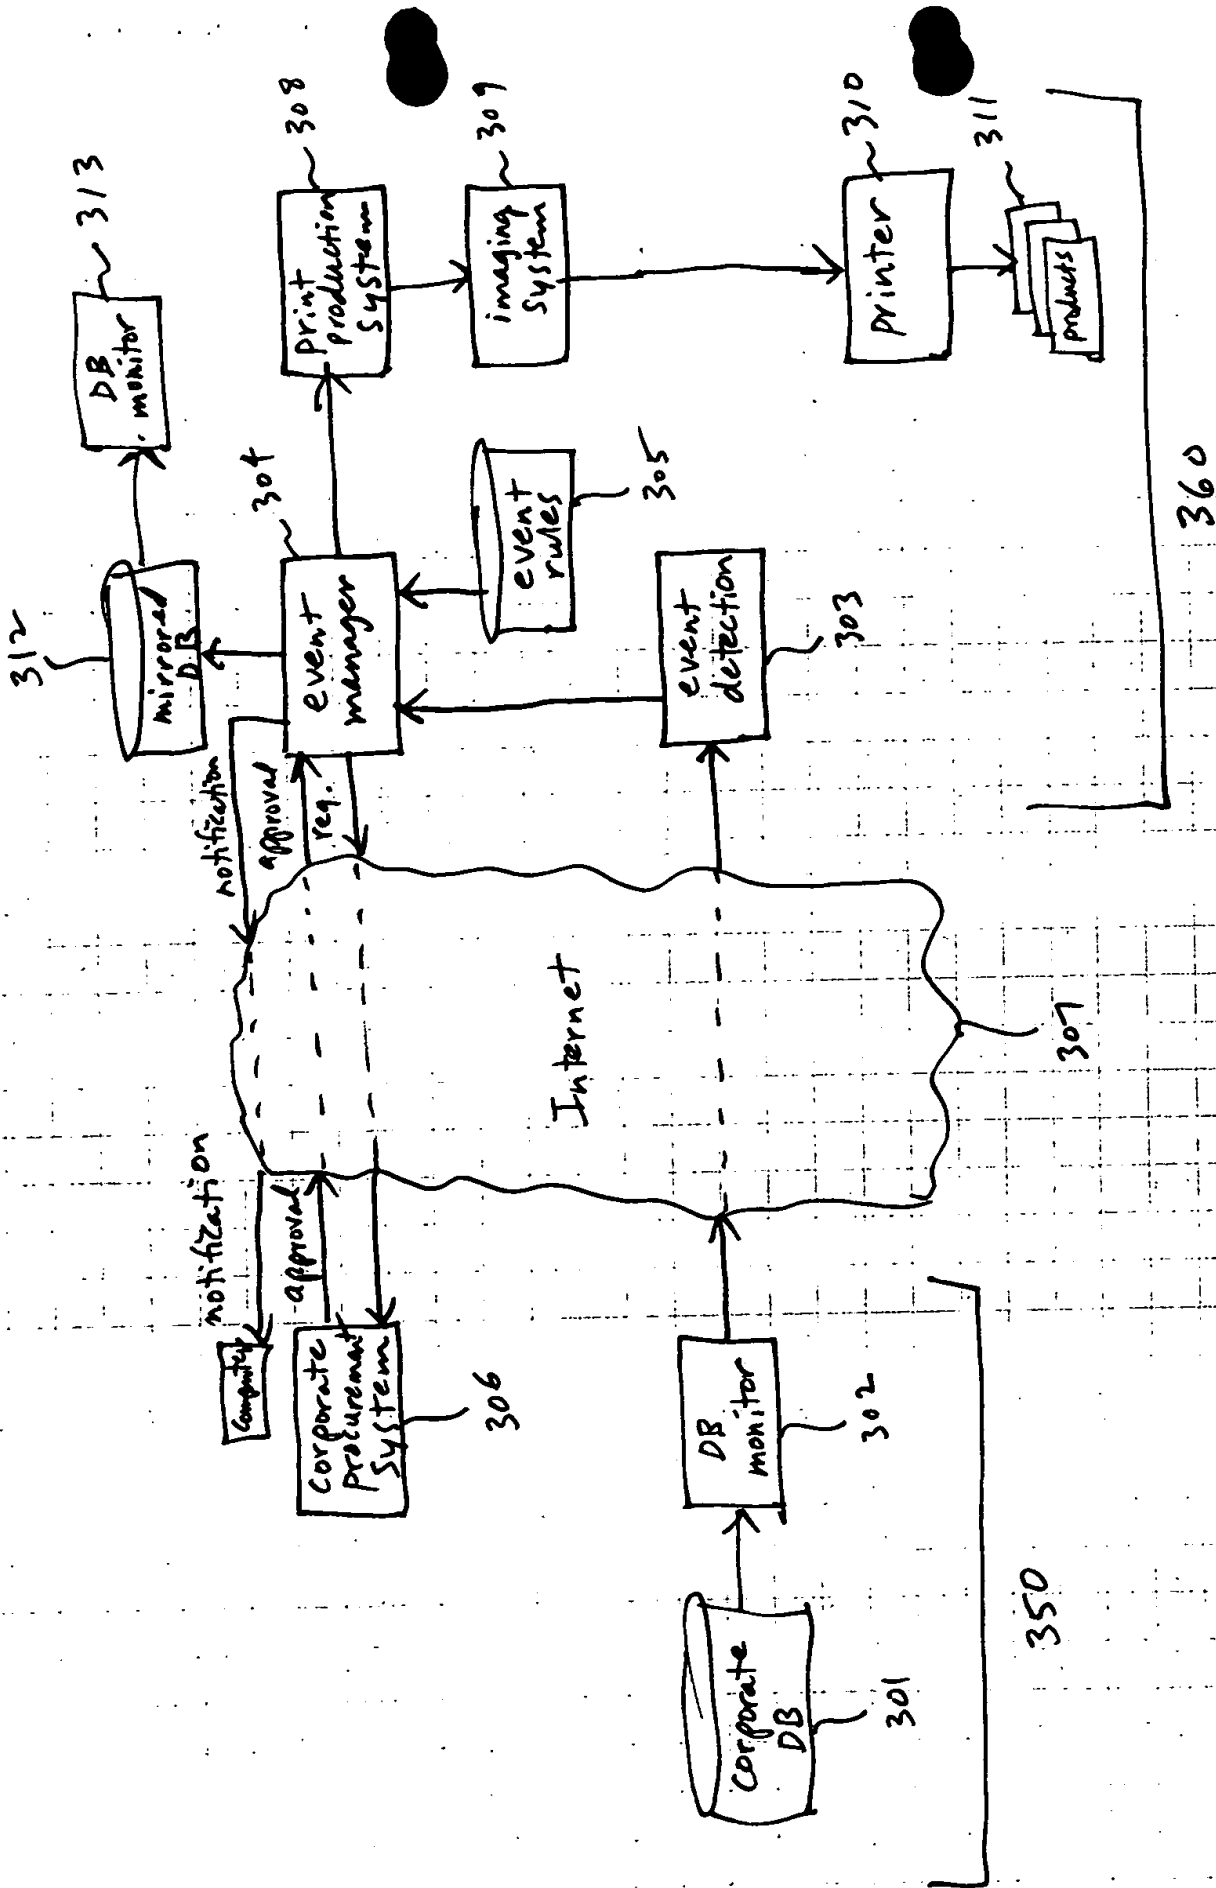 312
313
mirrored
DB
DB
monitor
notification
notification
computer
approval
approval
req.
304
308
corporate
procuremant
system
306
event
manager
print
production
system
309
imaging
system
event
rules
305
Internet
DB
monitor
302
event
detection
303
corporate
DB
301
printer
310
307
311
products
350
360